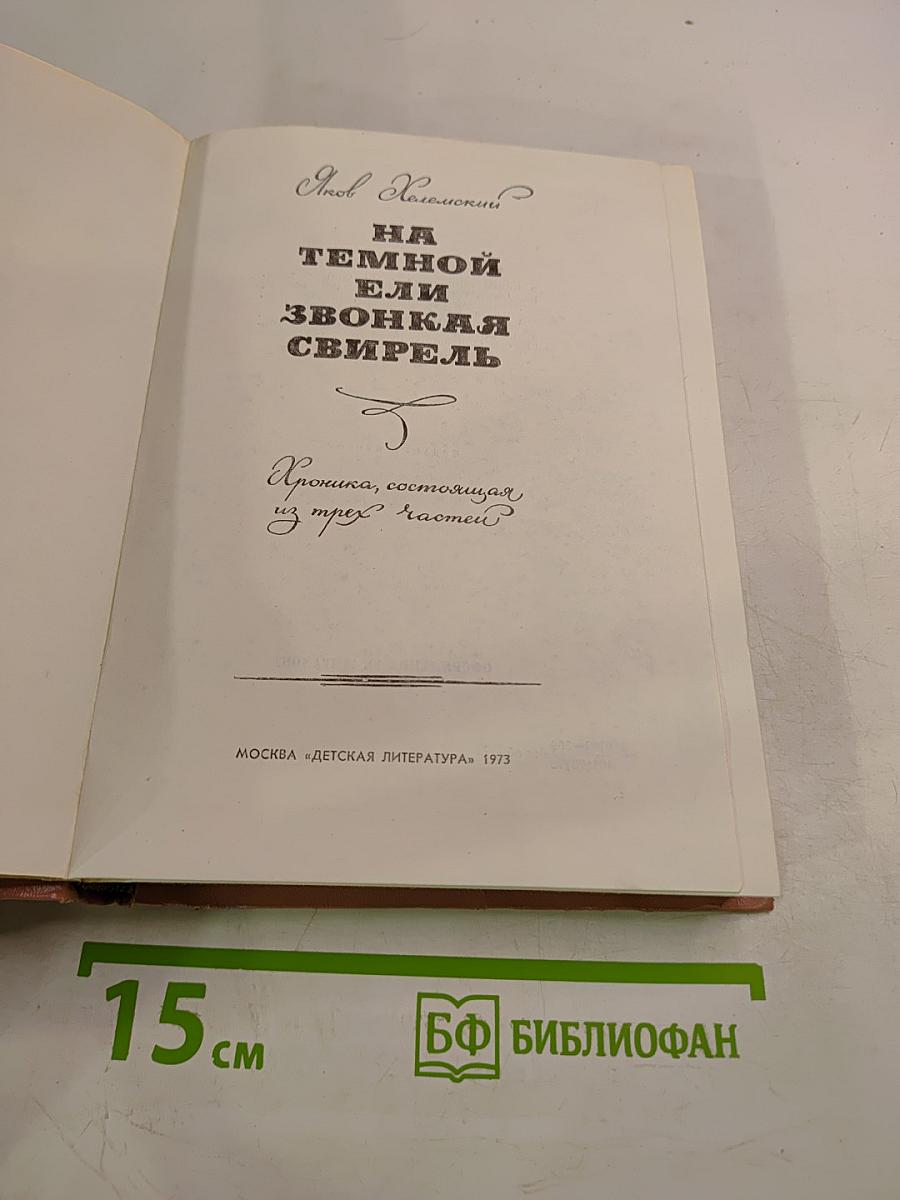 Яков Хелемский
НА
ТЕМНОЙ
ЕЛИ
ЗВОНКАЯ
СВИРЕЛЬ
Хроника, состоящая
из трех частей
МОСКВА «ДЕТСКАЯ ЛИТЕРАТУРА» 1973
15 см
БФ БИБЛИОФАН